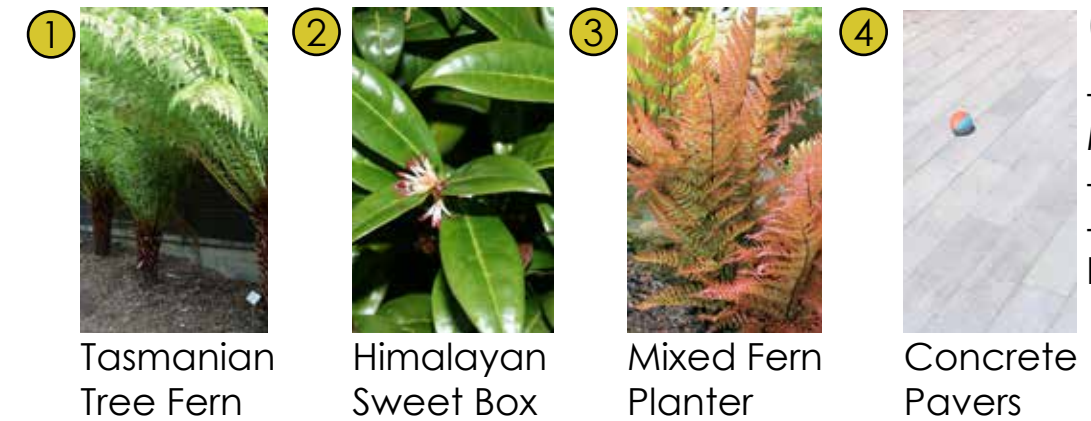 1
2
3
4
Tasmanian
Tree Fern
Himalayan
Sweet Box
Mixed Fern
Planter
Concrete
Pavers